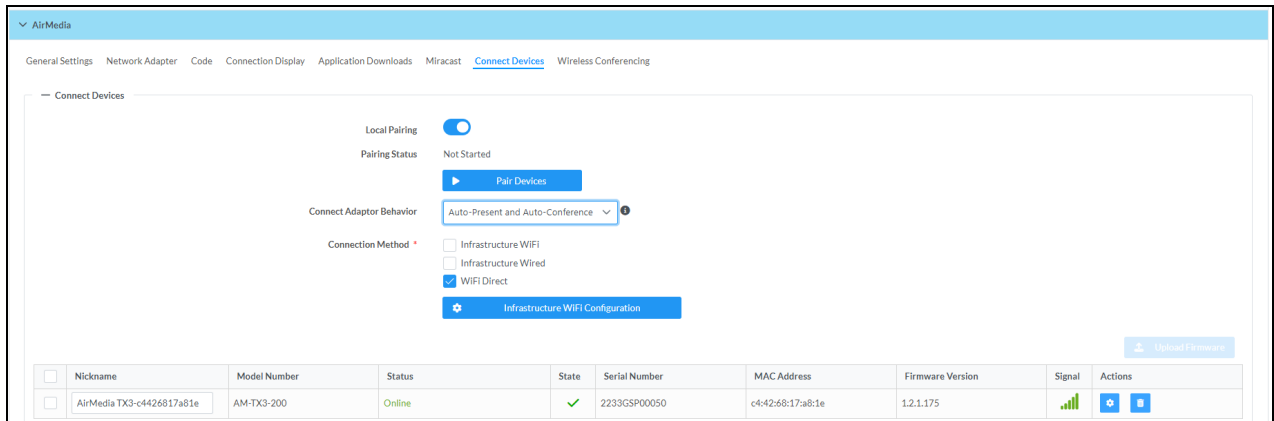 AirMedia
General Settings Network Adapter Code Connection Display Application Downloads Miracast Connect Devices Wireless Conferencing
Connect Devices
Local Pairing
Pairing Status Not Started
Pair Devices
Connect Adaptor Behavior Auto-Present and Auto-Conference
Connection Method * Infrastructure WiFi
Infrastructure Wired
WiFi Direct
Infrastructure WiFi Configuration
Upload Firmware
Nickname Model Number Status State Serial Number MAC Address Firmware Version Signal Actions
AirMedia TX3-c4426817a81e AM-TX3-200 Online 2233GSP00050 c4:42:68:17:a8:1e 1.2.1.175